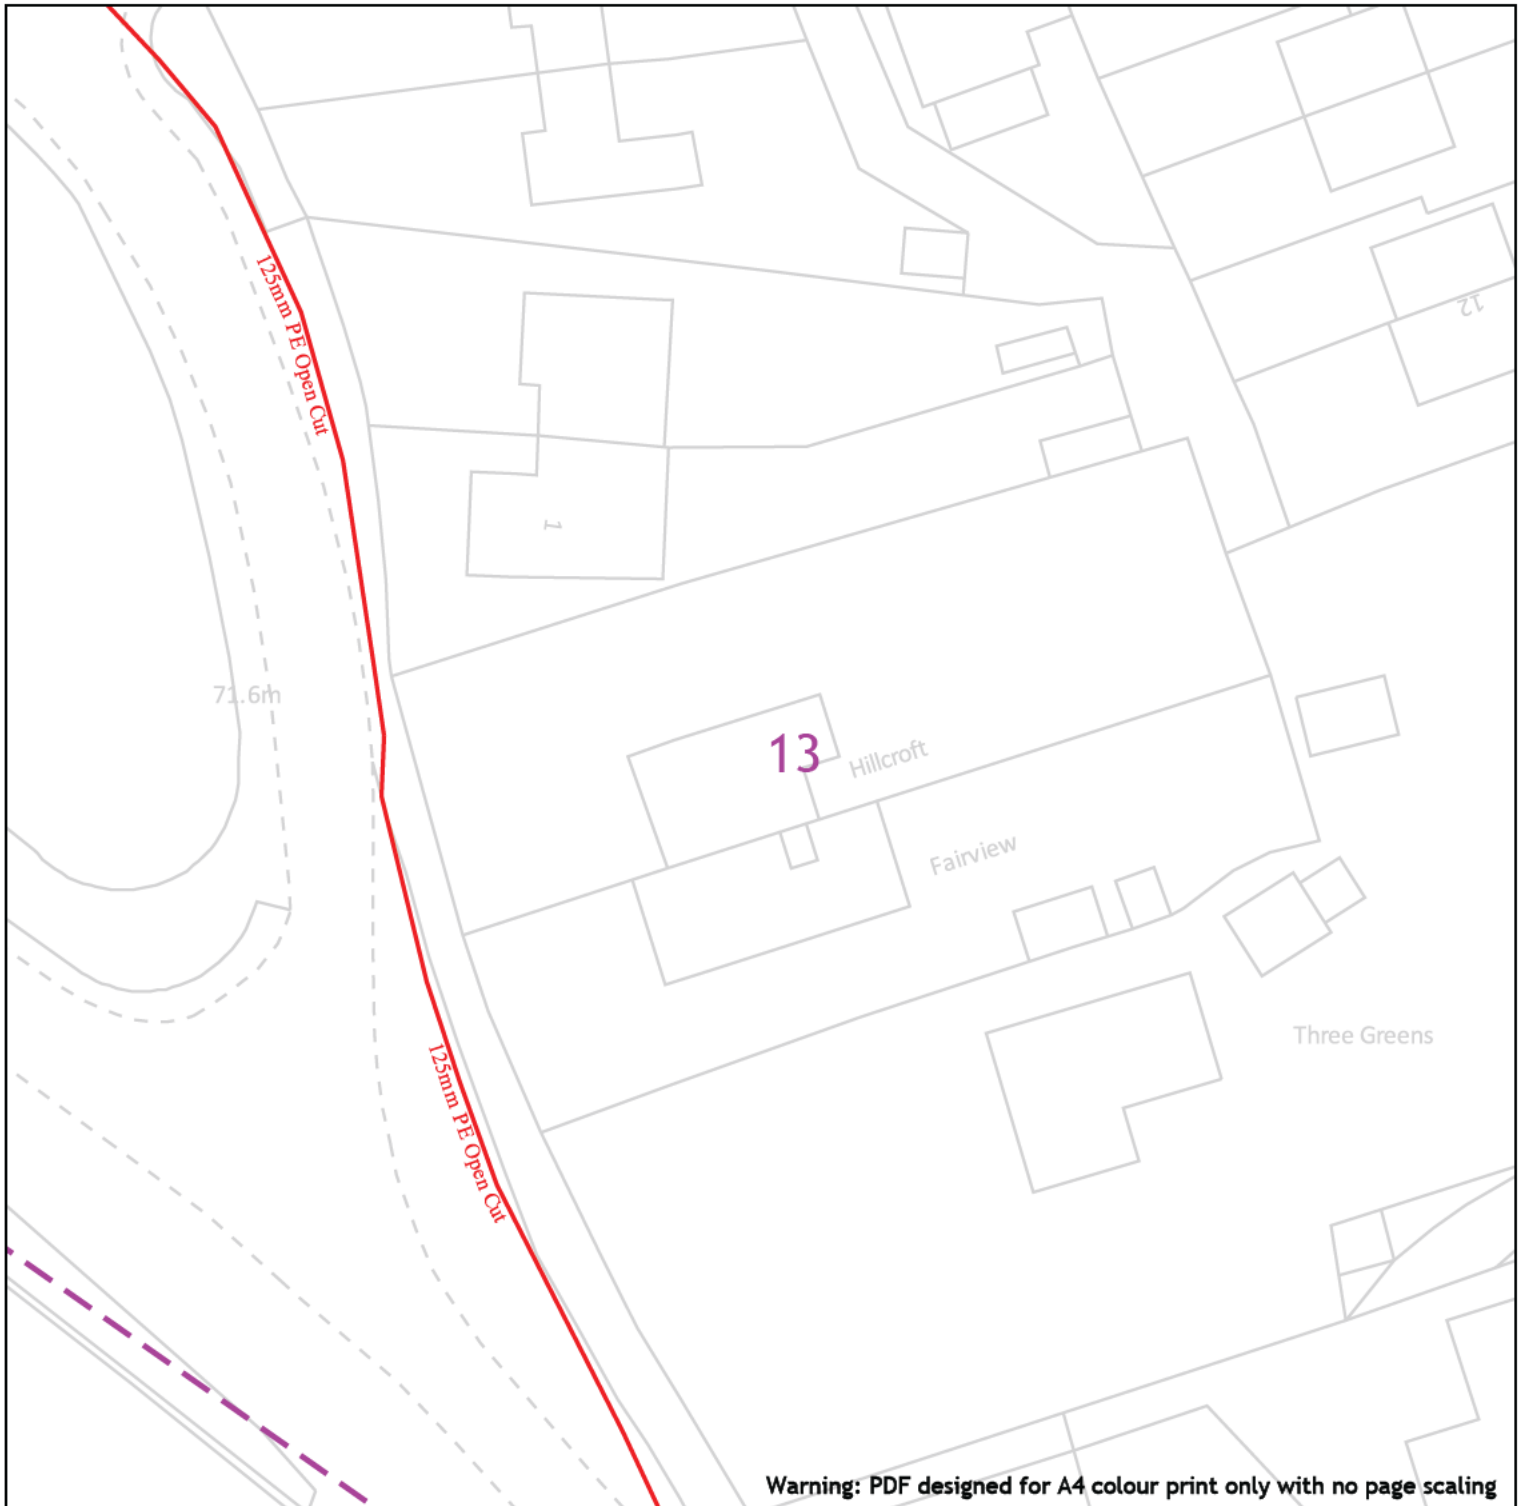 125mm PE Open Cut
12
1
71.6m
13
Hillcroft
Fairview
Three Greens
125mm PE Open Cut
Warning: PDF designed for A4 colour print only with no page scaling